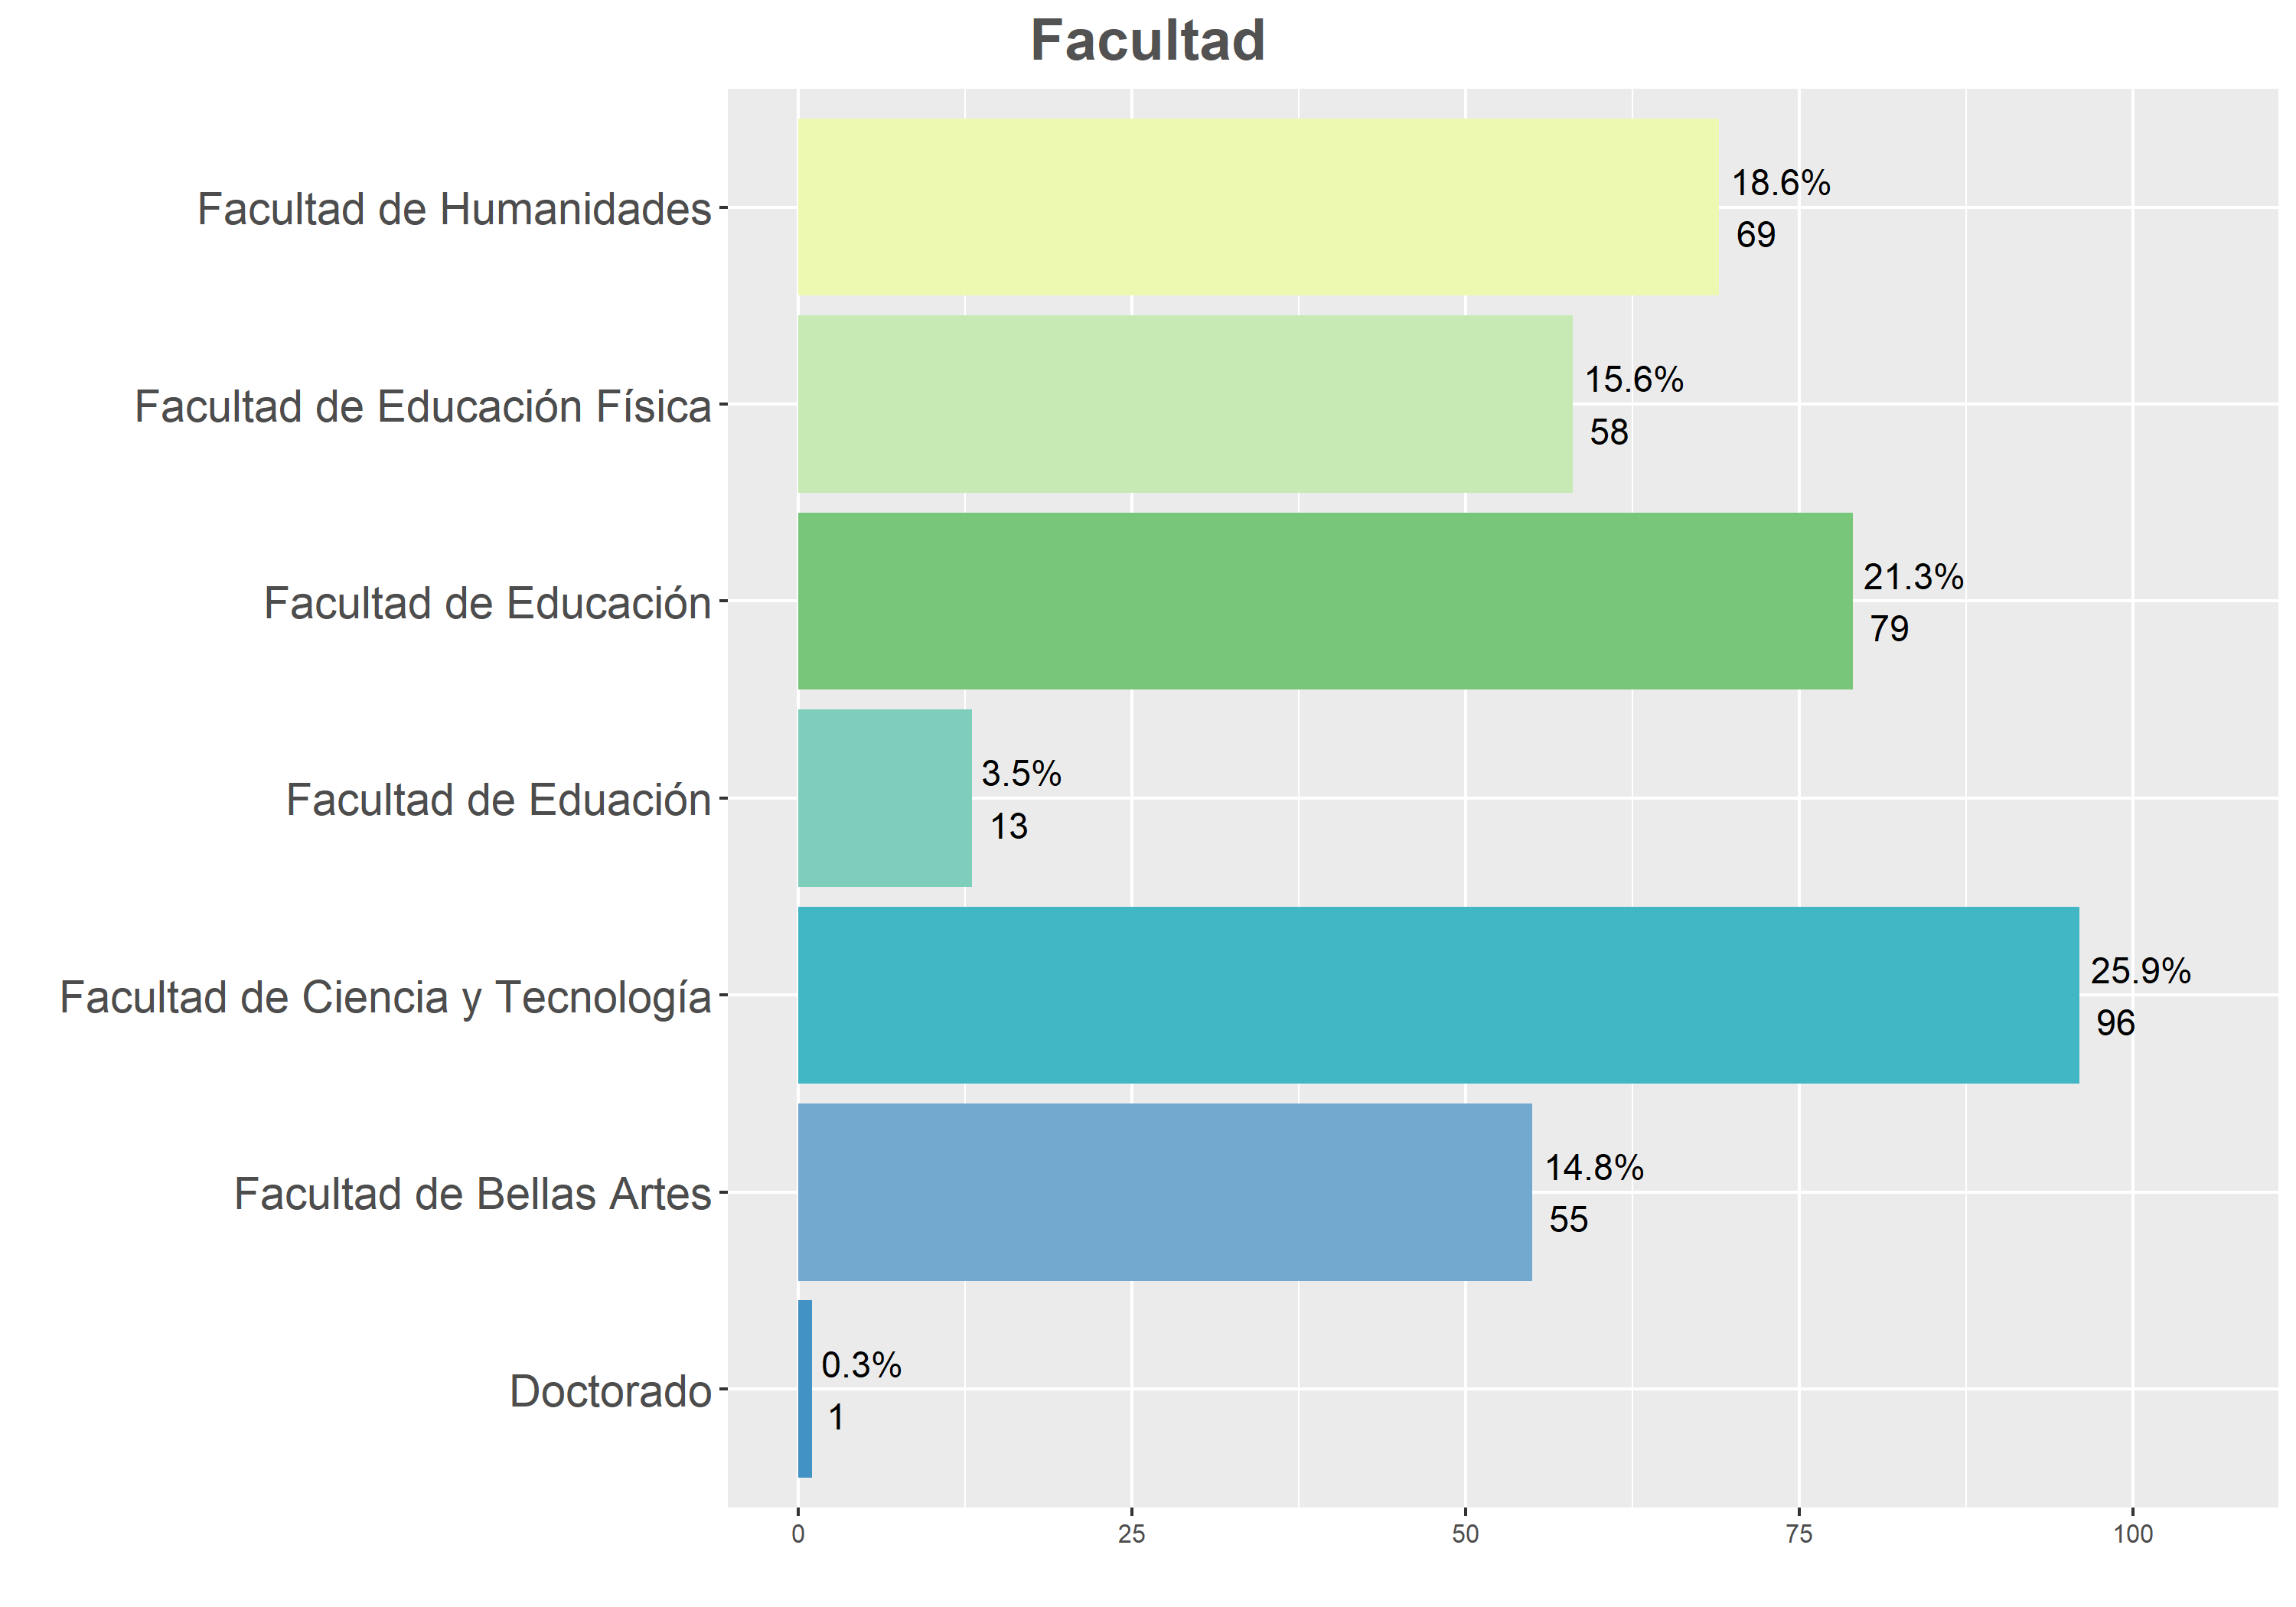 Facultad
Facultad de Humanidades
18.6%
69
Facultad de Educación Física
15.6%
58
Facultad de Educación
21.3%
79
Facultad de Eduación
3.5%
13
Facultad de Ciencia y Tecnología
25.9%
96
Facultad de Bellas Artes
14.8%
55
Doctorado
0.3%
1
0 25 50 75 100